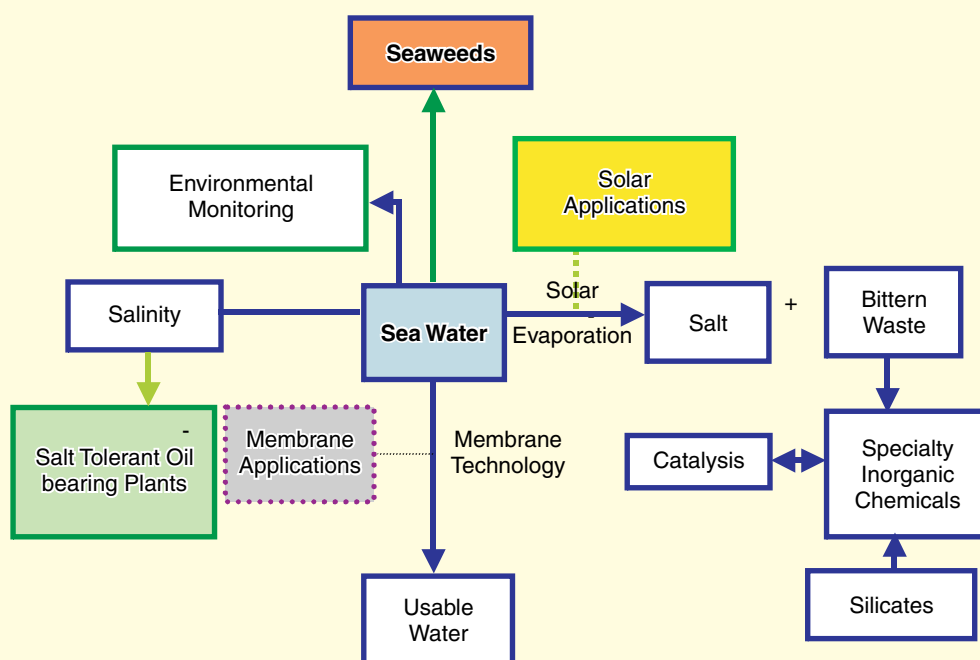 Seaweeds
Environmental
Monitoring
Solar
Applications
Salinity
Sea Water
Solar
Evaporation
Salt
+
Bittern
Waste
-
Salt Tolerant Oil
bearing Plants
Membrane
Applications
Membrane
Technology
Catalysis
Specialty
Inorganic
Chemicals
Usable
Water
Silicates